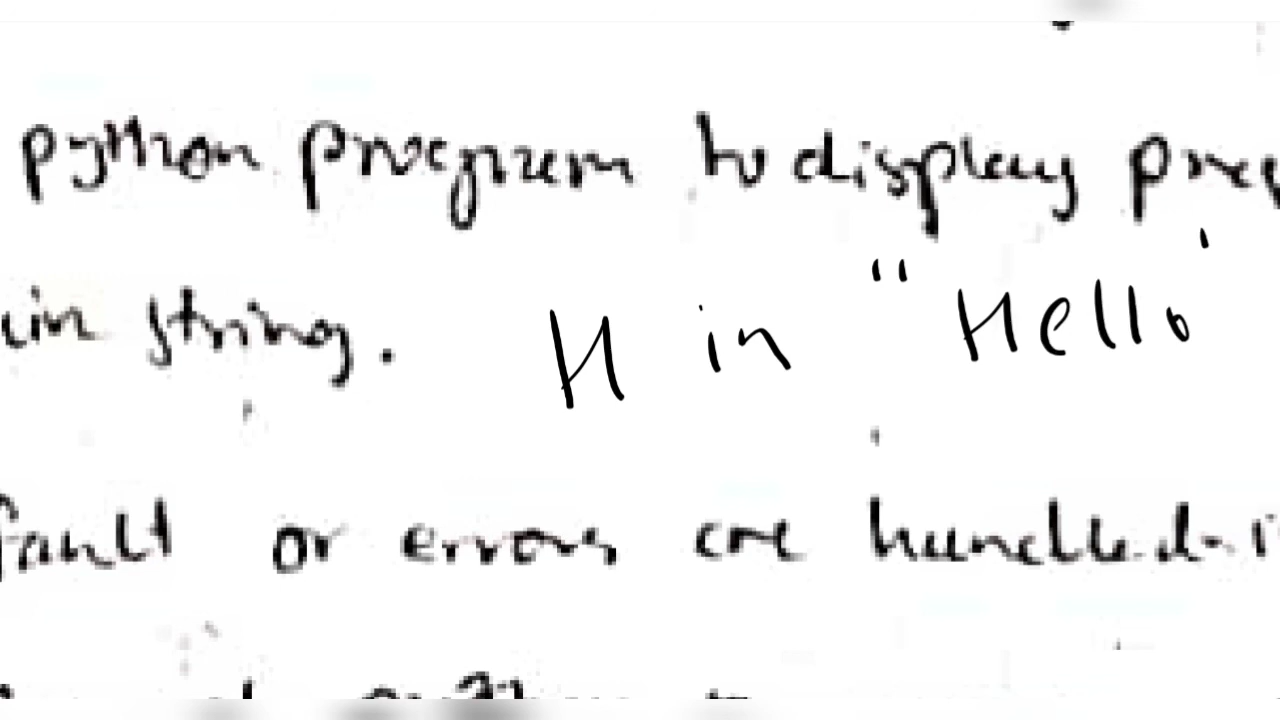 python program to display
in string. H in "Hello'
fault or errors are handled